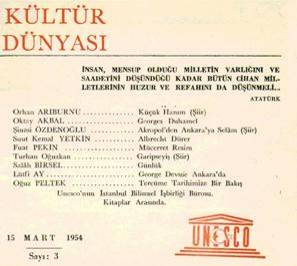 KÜLTÜR
DÜNYASI
İNSAN, MENSUP OLDUĞU MİLLETİN VARLIĞINI VE
SAADETİNİ DÜŞÜNDÜĞÜ KADAR BÜTÜN CİHAN MİL-
LETLERİNİN HUZUR VE REFAHINI DA DÜŞÜNMELİ...
ATATÜRK
Orhan ARIBURNU .................. Küçük Hanım (Şiir)
Oktay AKBAL .................. Georges Duhamel
Şinasi ÖZDENOĞLU .................. Akropol'den Ankara'ya Selâm (Şiir)
Suut Kemal YETKİN .................. Albrecht Dürer
Fuat PEKİN .................. Mücerret Resim
Turhan Oğuzkan .................. Garipseyiş (Şiir)
Salâh BİRSEL .................. Günlük
Lûtfi AY .................. George Devine Ankara'da
Oğuz PELTEK .................. Tercüme Tarihimize Bir Bakış
Unesco'nun İstanbul Bilimsel İşbirliği Bürosu.
Kitaplar Arasında.
15 MART 1954
Sayı: 3
UNESCO